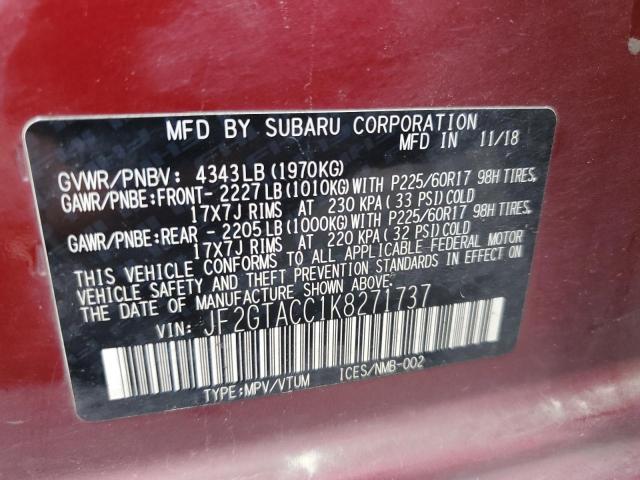 MFD BY SUBARU CORPORATION
MFD IN 11/18
GVWR/PNBV: 4343LB (1970KG)
GAWR/PNBE:FRONT- 2227LB(1010KG)WITH P225/60R17 98H TIRES,
17X7J RIMS AT 230 KPA (33 PSI)COLD
GAWR/PNBE:REAR - 2205LB(1000KG)WITH P225/60R17 98H TIRES,
17X7J RIMS AT 220 KPA (32 PSI)COLD
THIS VEHICLE CONFORMS TO ALL APPLICABLE FEDERAL MOTOR
VEHICLE SAFETY AND THEFT PREVENTION STANDARDS IN EFFECT
ON THE DATE OF MANUFACTURE SHOWN ABOVE.
VIN: JF2GTACC1K8271737
TYPE:MPV/VTUM ICES/NMB-002